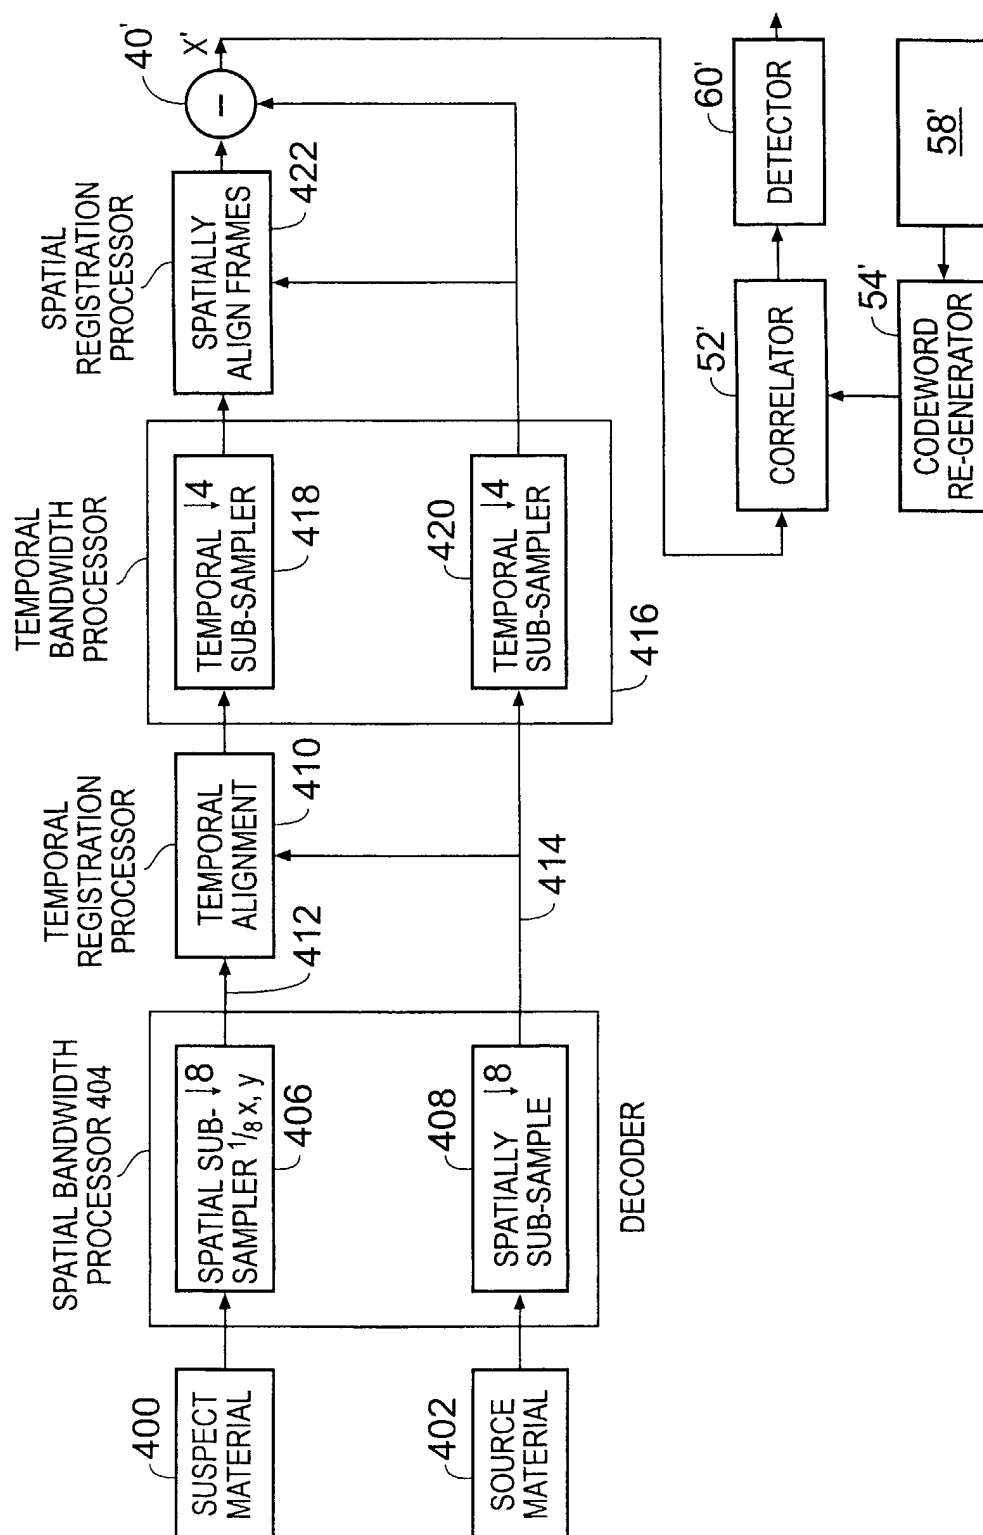 400
SUSPECT
MATERIAL
402
SOURCE
MATERIAL
SPATIAL BANDWIDTH
PROCESSOR 404
SPATIAL SUB- ↓8
SAMPLER 1/8 x, y
406
408
SPATIALLY ↓8
SUB-SAMPLE
DECODER
412
414
TEMPORAL
REGISTRATION
PROCESSOR
TEMPORAL
ALIGNMENT
410
TEMPORAL
BANDWIDTH
PROCESSOR
TEMPORAL ↓4
SUB-SAMPLER
418
420
TEMPORAL ↓4
SUB-SAMPLER
416
SPATIAL
REGISTRATION
PROCESSOR
SPATIALLY
ALIGN FRAMES
422
40'
−
X'
52'
CORRELATOR
60'
DETECTOR
54'
CODEWORD
RE-GENERATOR
58'